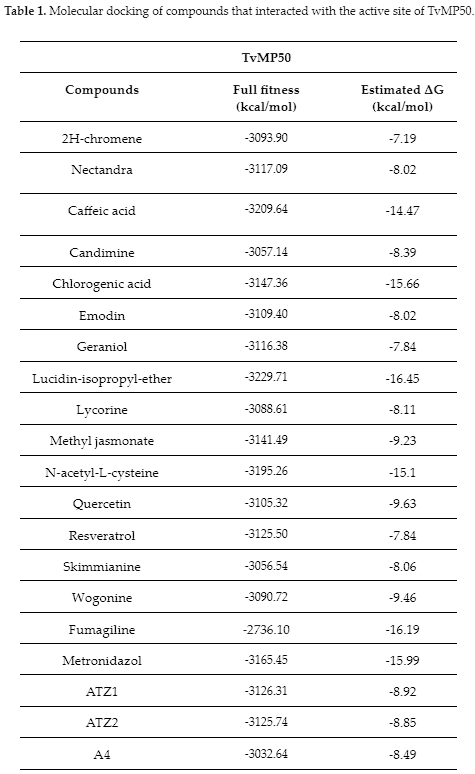 Table 1. Molecular docking of compounds that interacted with the active site of TvMP50.
TvMP50
Compounds Full fitness (kcal/mol) Estimated ΔG (kcal/mol)
2H-chromene -3093.90 -7.19
Nectandra -3117.09 -8.02
Caffeic acid -3209.64 -14.47
Candimine -3057.14 -8.39
Chlorogenic acid -3147.36 -15.66
Emodin -3109.40 -8.02
Geraniol -3116.38 -7.84
Lucidin-isopropyl-ether -3229.71 -16.45
Lycorine -3088.61 -8.11
Methyl jasmonate -3141.49 -9.23
N-acetyl-L-cysteine -3195.26 -15.1
Quercetin -3105.32 -9.63
Resveratrol -3125.50 -7.84
Skimmianine -3056.54 -8.06
Wogonine -3090.72 -9.46
Fumagiline -2736.10 -16.19
Metronidazol -3165.45 -15.99
ATZ1 -3126.31 -8.92
ATZ2 -3125.74 -8.85
A4 -3032.64 -8.49